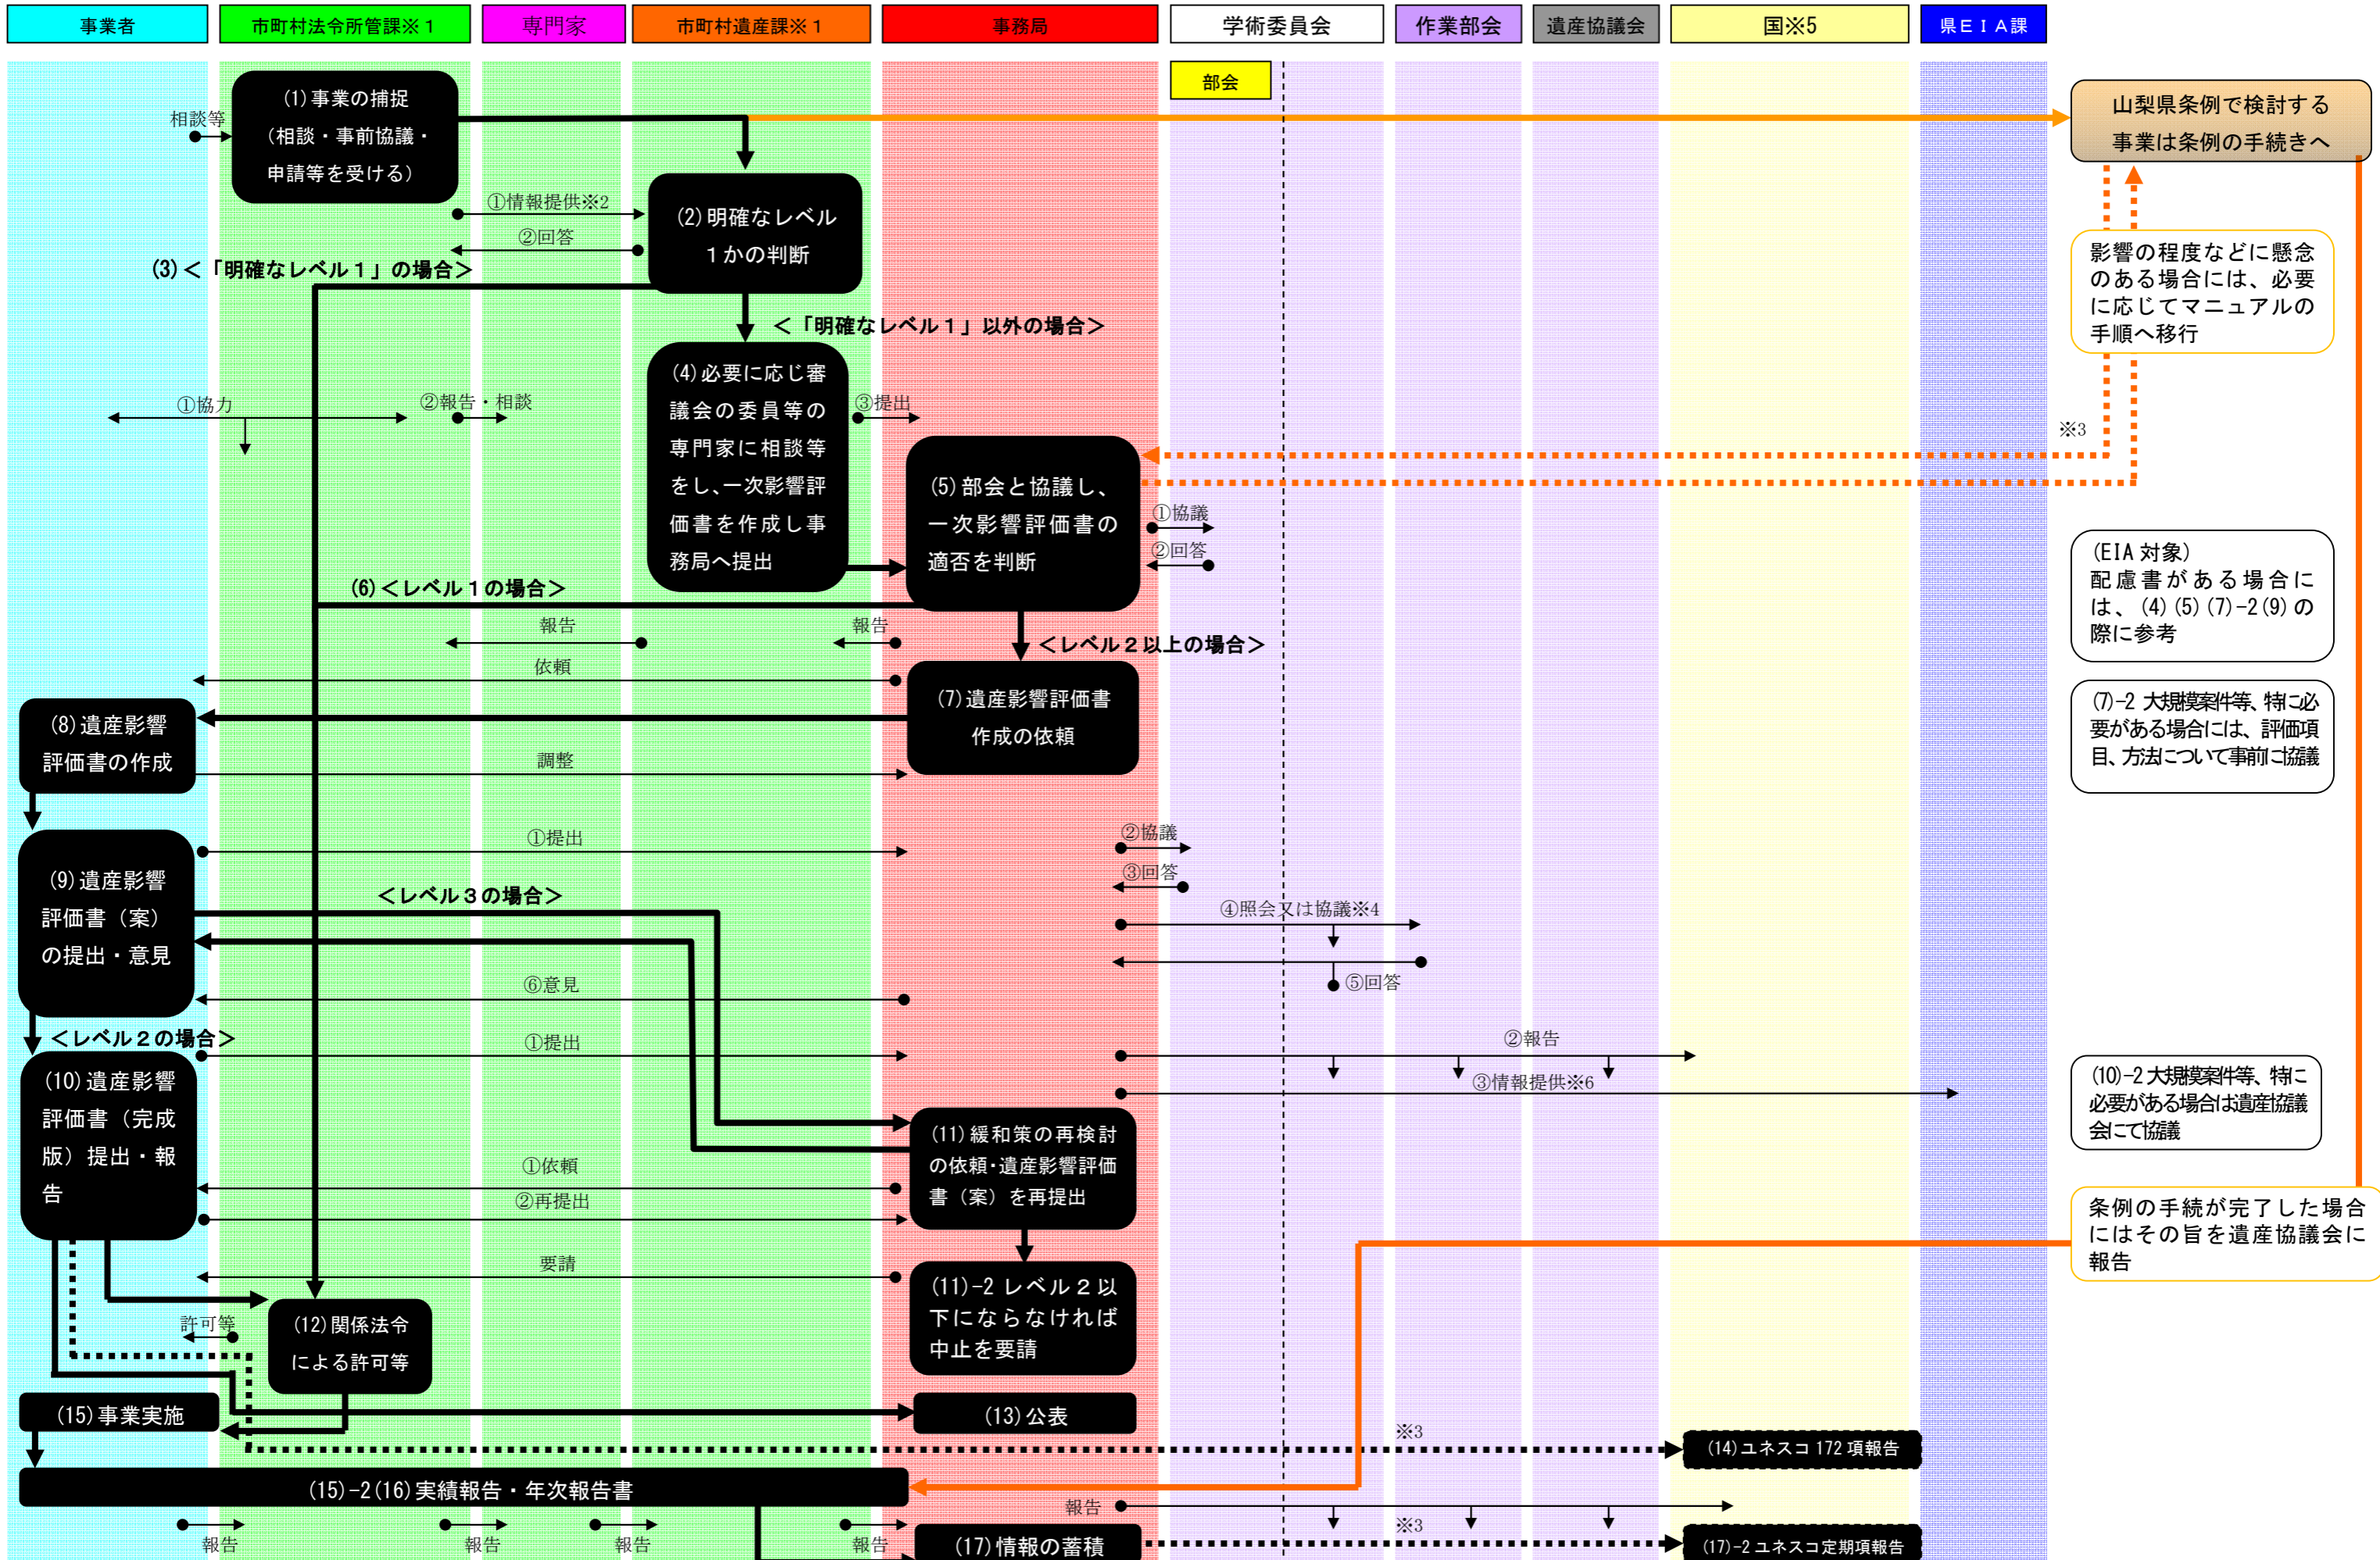 事業者
市町村法令所管課※1
専門家
市町村遺産課※1
事務局
学術委員会
作業部会
遺産協議会
国※5
県EIA課
部会
(1)事業の捕捉
(相談・事前協議・
申請等を受ける)
相談等
山梨県条例で検討する
事業は条例の手続きへ
①情報提供※2
②回答
(2)明確なレベル
1かの判断
(3)<「明確なレベル1」の場合>
<「明確なレベル1」以外の場合>
影響の程度などに懸念
のある場合には、必要
に応じてマニュアルの
手順へ移行
①協力
②報告・相談
③提出
(4)必要に応じ審
議会の委員等の
専門家に相談等
をし、一次影響評
価書を作成し事
務局へ提出
※3
(5)部会と協議し、
一次影響評価書の
適否を判断
①協議
②回答
(EIA 対象)
配慮書がある場合に
は、(4)(5)(7)-2(9)の
際に参考
(6)<レベル1の場合>
報告
報告
<レベル2以上の場合>
依頼
(7)遺産影響評価書
作成の依頼
(7)-2 大規模案件等、特に必
要がある場合には、評価項
目、方法について事前に協議
(8)遺産影響
評価書の作成
調整
①提出
②協議
③回答
(9)遺産影響
評価書(案)
の提出・意見
<レベル3の場合>
④照会又は協議※4
⑤回答
⑥意見
<レベル2の場合>
①提出
②報告
③情報提供※6
(10)遺産影響
評価書(完成
版)提出・報
告
(10)-2 大規模案件等、特に
必要がある場合は遺産協議
会にて協議
(11)緩和策の再検討
の依頼・遺産影響評価
書(案)を再提出
①依頼
②再提出
条例の手続が完了した場合
にはその旨を遺産協議会に
報告
要請
(11)-2 レベル2以
下にならなければ
中止を要請
許可等
(12)関係法令
による許可等
(15)事業実施
(13)公表
※3
(14)ユネスコ 172 項報告
(15)-2(16)実績報告・年次報告書
報告
報告
報告
報告
報告
※3
(17)情報の蓄積
(17)-2 ユネスコ定期項報告